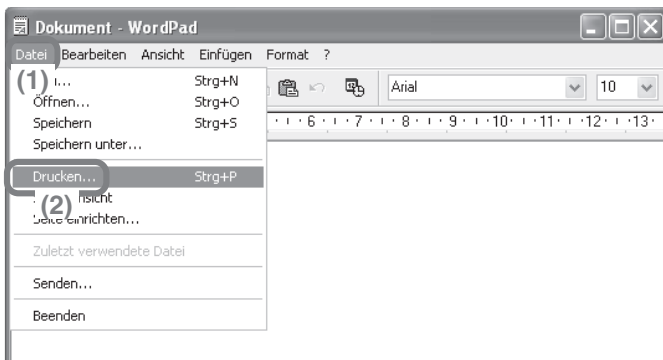 Dokument - WordPad
Datei Bearbeiten Ansicht Einfügen Format ?
(1) Strg+N
Arial 10
Öffnen... Strg+O
Speichern Strg+S
6 7 8 9 10 11 12 13
Speichern unter...
Drucken... Strg+P
(2)
einrichten...
Zuletzt verwendete Datei
Senden...
Beenden